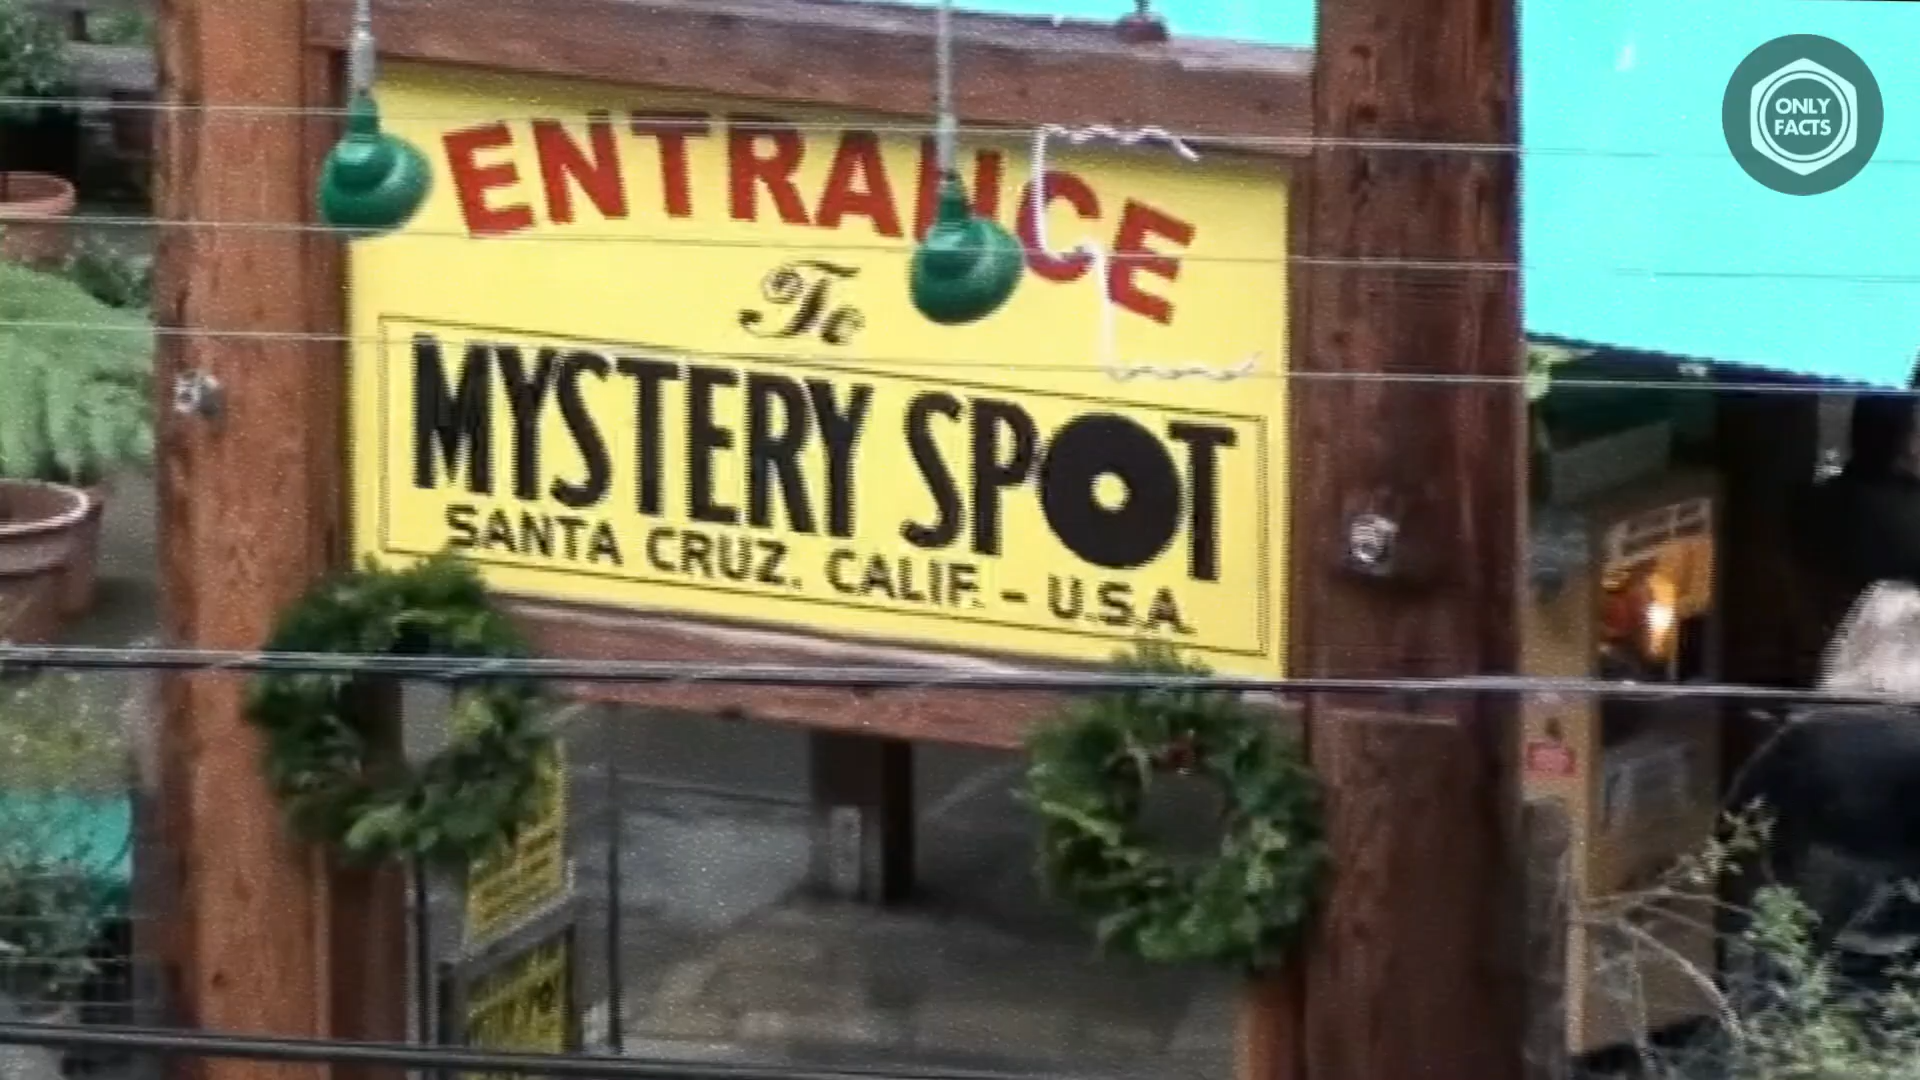 ENTRANCE
To
MYSTERY SPOT
SANTA CRUZ. CALIF. - U.S.A.
ONLY
FACTS